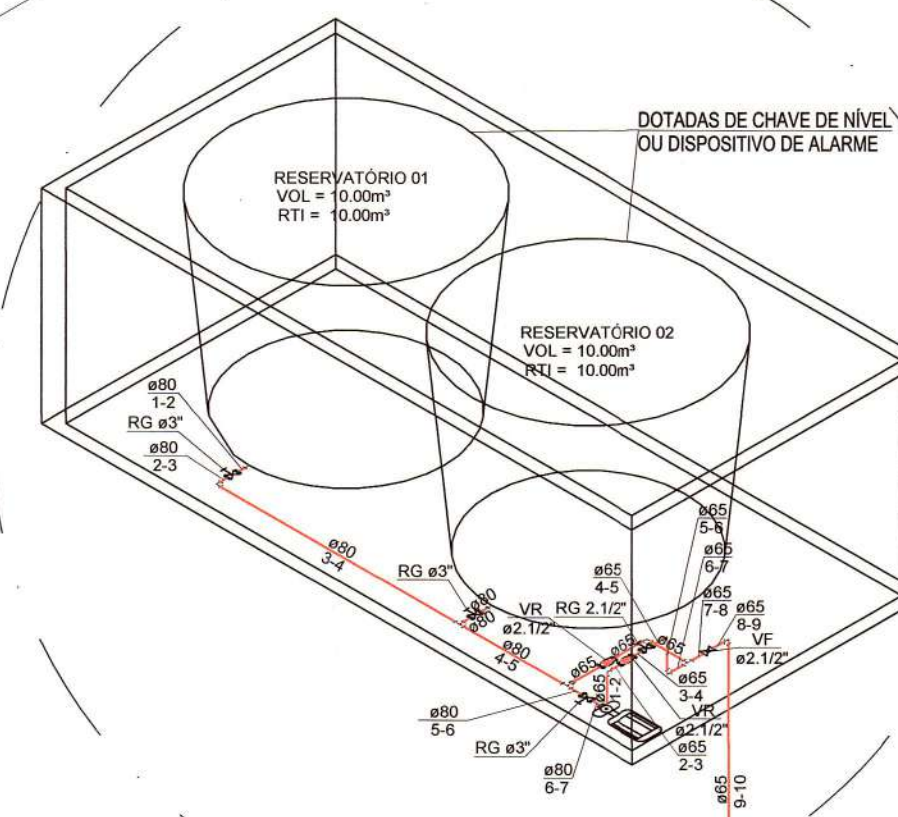 DOTADAS DE CHAVE DE NÍVEL
OU DISPOSITIVO DE ALARME
RESERVATÓRIO 01
VOL = 10.00m³
RTI = 10.00m³
RESERVATÓRIO 02
VOL = 10.00m³
RTI = 10.00m³
ø80
1-2
RG ø3"
ø80
2-3
ø80
3-4
RG ø3"
ø80
ø80
ø80
4-5
ø80
5-6
RG ø3"
ø80
6-7
VR
ø2.1/2"
RG 2.1/2"
ø65
4-5
ø65
5-6
ø65
6-7
ø65
7-8
ø65
8-9
VF
ø2.1/2"
ø65
ø65
ø65
ø65
1-2
ø65
3-4
VR
ø2.1/2"
ø65
2-3
ø65
9-10